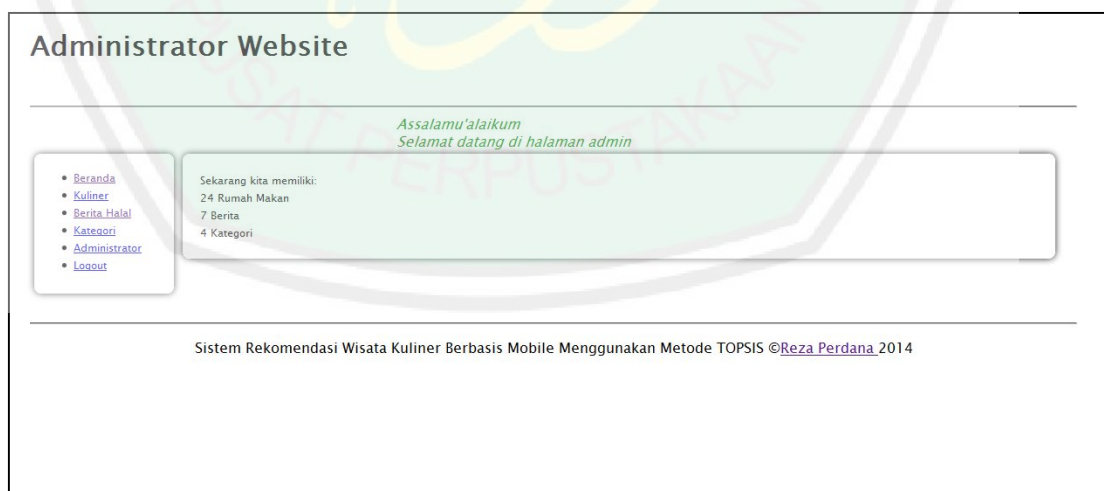 Administrator Website
Assalamu'alaikum
Selamat datang di halaman admin
Beranda
Kuliner
Berita Halal
Kategori
Administrator
Logout
Sekarang kita memiliki:
24 Rumah Makan
7 Berita
4 Kategori
Sistem Rekomendasi Wisata Kuliner Berbasis Mobile Menggunakan Metode TOPSIS ©Reza Perdana 2014
PUSAT PERPUSTAKAAN